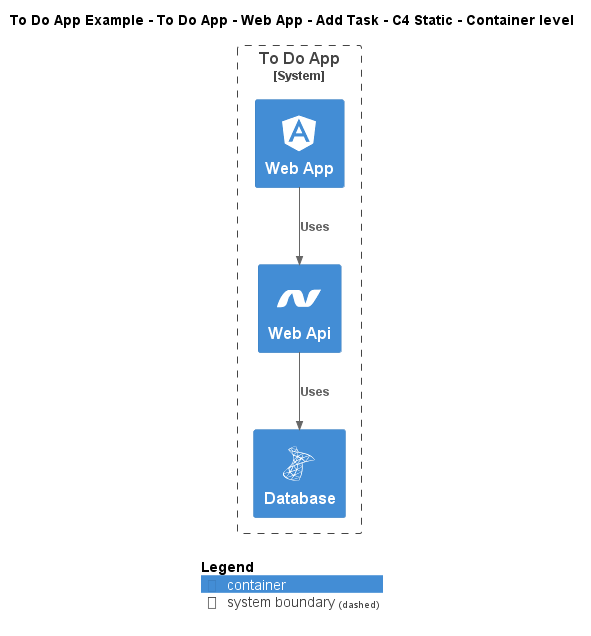 To Do App Example - To Do App - Web App - Add Task - C4 Static - Container level
To Do App
[System]
Web App
Uses
Web Api
Uses
Database
Legend
container
system boundary (dashed)